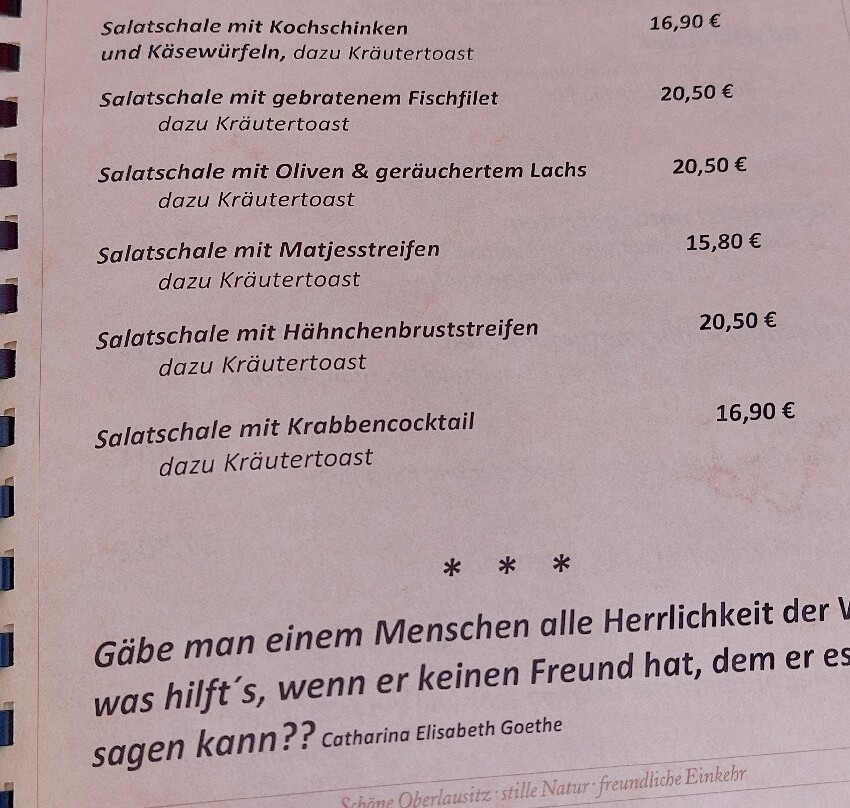 Salatschale mit Kochschinken 16,90 €
und Käsewürfeln, dazu Kräutertoast
Salatschale mit gebratenem Fischfilet 20,50 €
dazu Kräutertoast
Salatschale mit Oliven & geräuchertem Lachs 20,50 €
dazu Kräutertoast
Salatschale mit Matjesstreifen 15,80 €
dazu Kräutertoast
Salatschale mit Hähnchenbruststreifen 20,50 €
dazu Kräutertoast
Salatschale mit Krabbencocktail 16,90 €
dazu Kräutertoast
* * *
Gäbe man einem Menschen alle Herrlichkeit der
was hilft´s, wenn er keinen Freund hat, dem er es
sagen kann?? Catharina Elisabeth Goethe
Schöne Oberlausitz · stille Natur · freundliche Einkehr